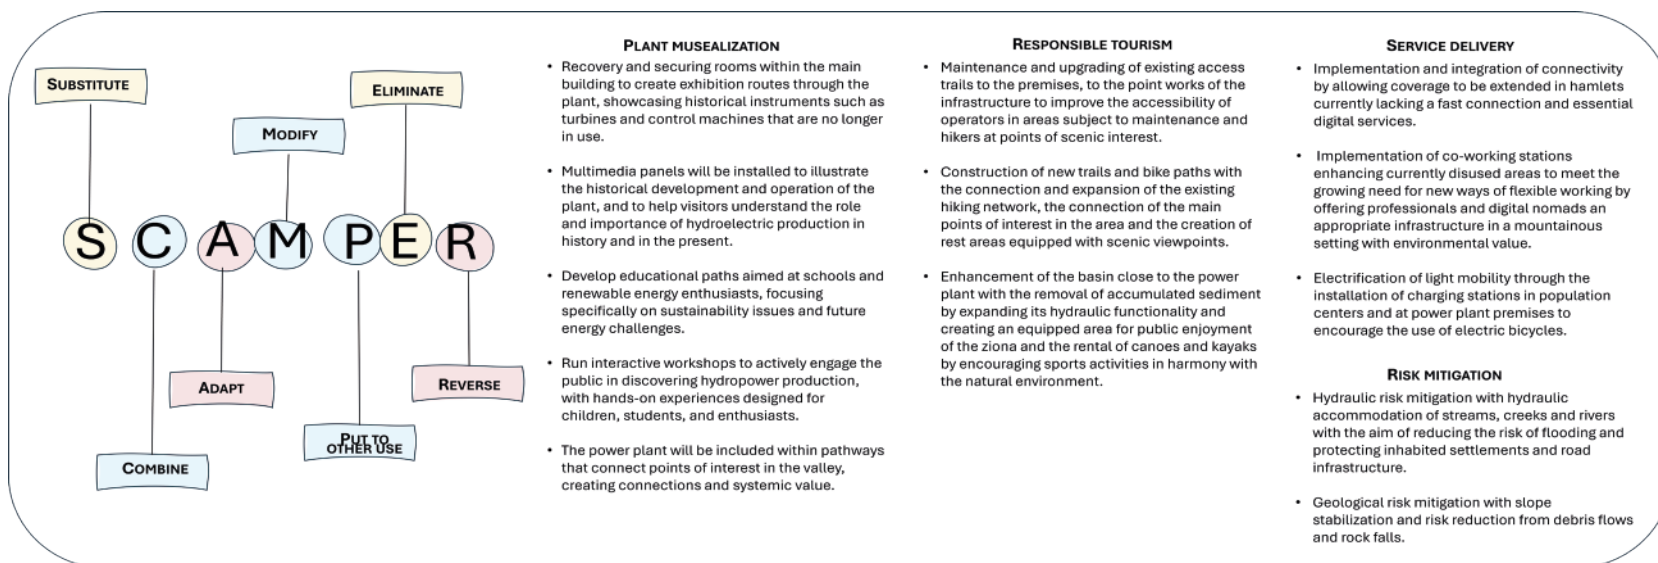 SUBSTITUTE
ELIMINATE
MODIFY
S C A M P E R
ADAPT
REVERSE
PUT TO
OTHER USE
COMBINE
PLANT MUSEALIZATION
• Recovery and securing rooms within the main
building to create exhibition routes through the
plant, showcasing historical instruments such as
turbines and control machines that are no longer
in use.
• Multimedia panels will be installed to illustrate
the historical development and operation of the
plant, and to help visitors understand the role
and importance of hydroelectric production in
history and in the present.
• Develop educational paths aimed at schools and
renewable energy enthusiasts, focusing
specifically on sustainability issues and future
energy challenges.
• Run interactive workshops to actively engage the
public in discovering hydropower production,
with hands-on experiences designed for
children, students, and enthusiasts.
• The power plant will be included within pathways
that connect points of interest in the valley,
creating connections and systemic value.
RESPONSIBLE TOURISM
• Maintenance and upgrading of existing access
trails to the premises, to the point works of the
infrastructure to improve the accessibility of
operators in areas subject to maintenance and
hikers at points of scenic interest.
• Construction of new trails and bike paths with
the connection and expansion of the existing
hiking network, the connection of the main
points of interest in the area and the creation of
rest areas equipped with scenic viewpoints.
• Enhancement of the basin close to the power
plant with the removal of accumulated sediment
by expanding its hydraulic functionality and
creating an equipped area for public enjoyment
of the ziona and the rental of canoes and kayaks
by encouraging sports activities in harmony with
the natural environment.
SERVICE DELIVERY
• Implementation and integration of connectivity
by allowing coverage to be extended in hamlets
currently lacking a fast connection and essential
digital services.
• Implementation of co-working stations
enhancing currently disused areas to meet the
growing need for new ways of flexible working by
offering professionals and digital nomads an
appropriate infrastructure in a mountainous
setting with environmental value.
• Electrification of light mobility through the
installation of charging stations in population
centers and at power plant premises to
encourage the use of electric bicycles.
RISK MITIGATION
• Hydraulic risk mitigation with hydraulic
accommodation of streams, creeks and rivers
with the aim of reducing the risk of flooding and
protecting inhabited settlements and road
infrastructure.
• Geological risk mitigation with slope
stabilization and risk reduction from debris flows
and rock falls.